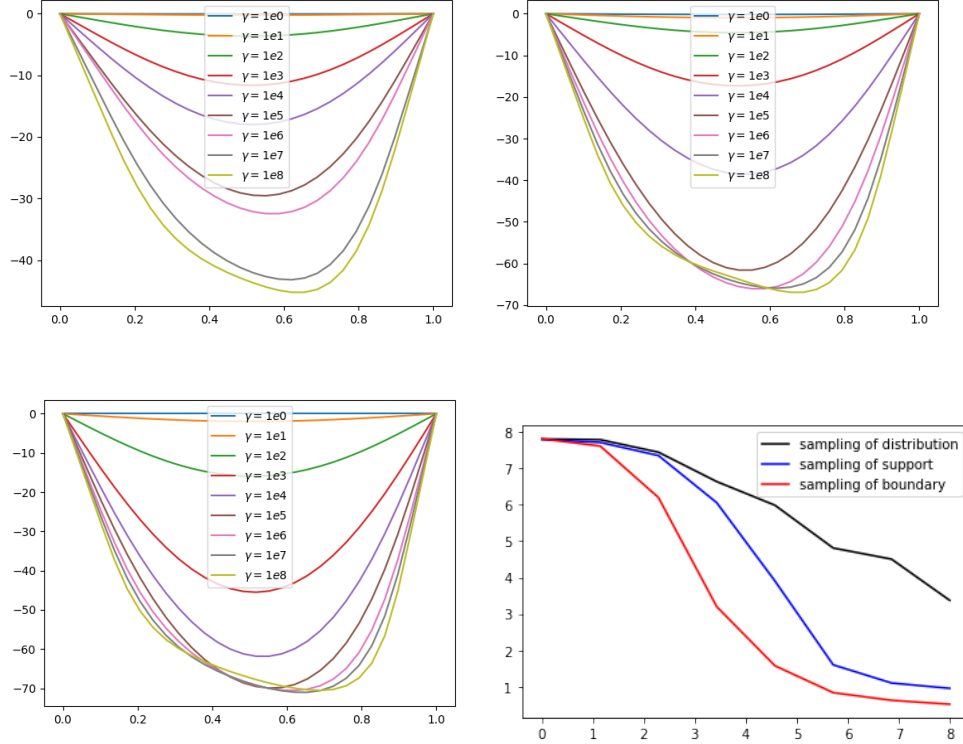 0
−10
−20
−30
−40
0.0 0.2 0.4 0.6 0.8 1.0
γ = 1e0
γ = 1e1
γ = 1e2
γ = 1e3
γ = 1e4
γ = 1e5
γ = 1e6
γ = 1e7
γ = 1e8
0
−10
−20
−30
−40
−50
−60
−70
0.0 0.2 0.4 0.6 0.8 1.0
γ = 1e0
γ = 1e1
γ = 1e2
γ = 1e3
γ = 1e4
γ = 1e5
γ = 1e6
γ = 1e7
γ = 1e8
0
−10
−20
−30
−40
−50
−60
−70
0.0 0.2 0.4 0.6 0.8 1.0
γ = 1e0
γ = 1e1
γ = 1e2
γ = 1e3
γ = 1e4
γ = 1e5
γ = 1e6
γ = 1e7
γ = 1e8
8
7
6
5
4
3
2
1
0 1 2 3 4 5 6 7 8
sampling of distribution
sampling of support
sampling of boundary